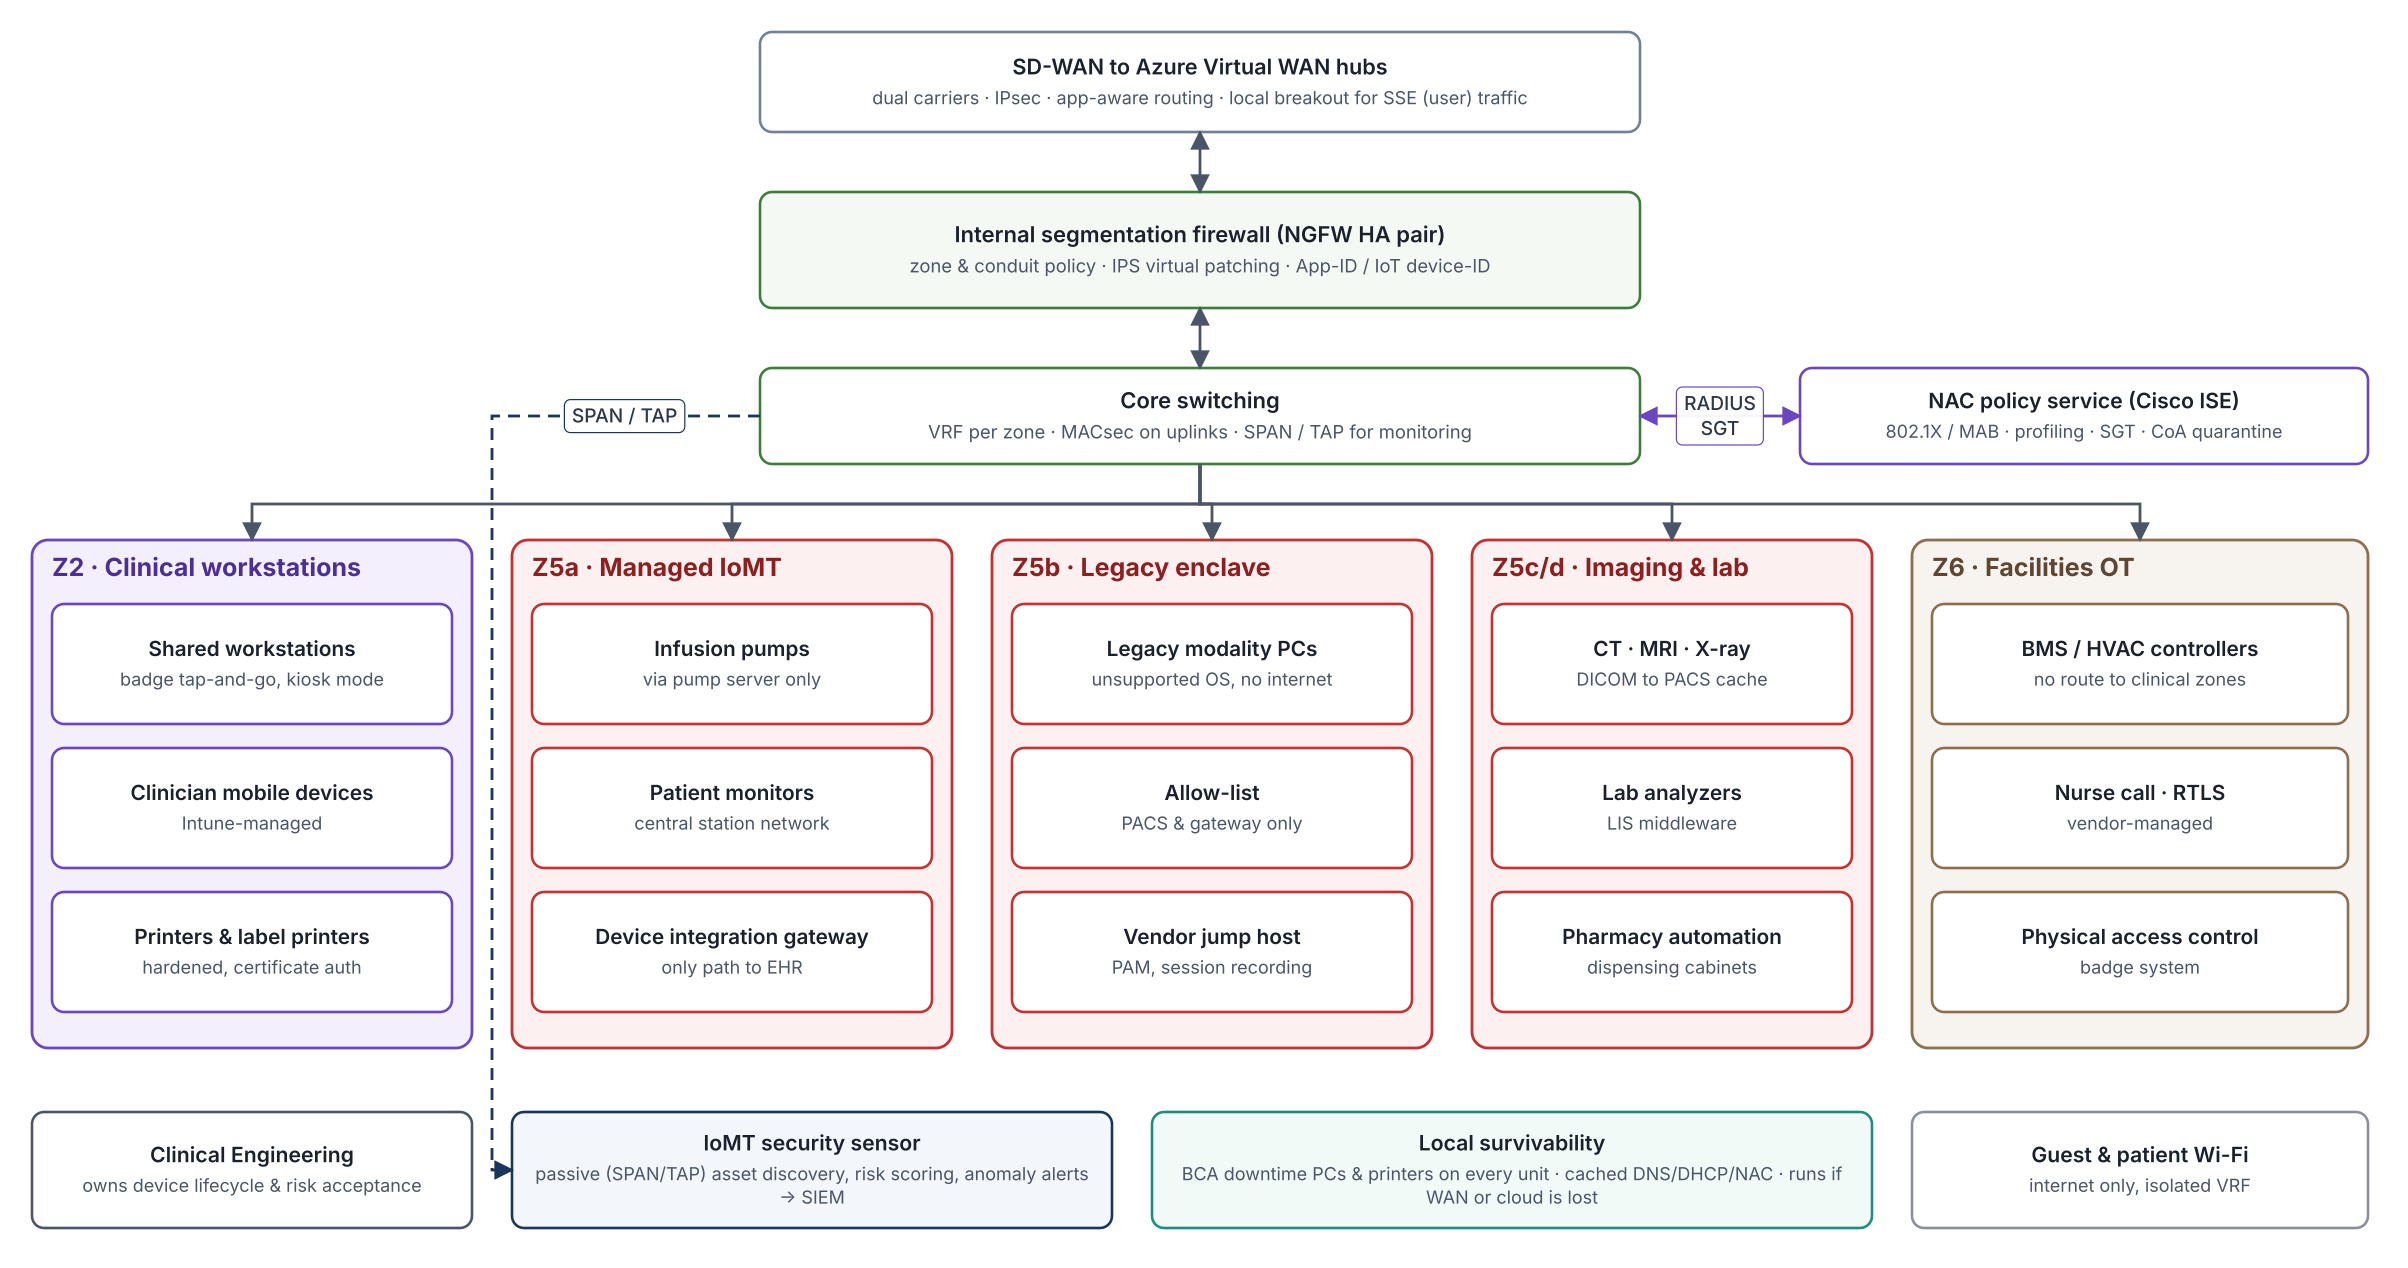 SD-WAN to Azure Virtual WAN hubs
dual carriers · IPsec · app-aware routing · local breakout for SSE (user) traffic
Internal segmentation firewall (NGFW HA pair)
zone & conduit policy · IPS virtual patching · App-ID / IoT device-ID
SPAN / TAP
Core switching
VRF per zone · MACsec on uplinks · SPAN / TAP for monitoring
RADIUS
SGT
NAC policy service (Cisco ISE)
802.1X / MAB · profiling · SGT · CoA quarantine
Z2 · Clinical workstations
Shared workstations
badge tap-and-go, kiosk mode
Clinician mobile devices
Intune-managed
Printers & label printers
hardened, certificate auth
Z5a · Managed IoMT
Infusion pumps
via pump server only
Patient monitors
central station network
Device integration gateway
only path to EHR
Z5b · Legacy enclave
Legacy modality PCs
unsupported OS, no internet
Allow-list
PACS & gateway only
Vendor jump host
PAM, session recording
Z5c/d · Imaging & lab
CT · MRI · X-ray
DICOM to PACS cache
Lab analyzers
LIS middleware
Pharmacy automation
dispensing cabinets
Z6 · Facilities OT
BMS / HVAC controllers
no route to clinical zones
Nurse call · RTLS
vendor-managed
Physical access control
badge system
Clinical Engineering
owns device lifecycle & risk acceptance
IoMT security sensor
passive (SPAN/TAP) asset discovery, risk scoring, anomaly alerts
→ SIEM
Local survivability
BCA downtime PCs & printers on every unit · cached DNS/DHCP/NAC · runs if
WAN or cloud is lost
Guest & patient Wi-Fi
internet only, isolated VRF